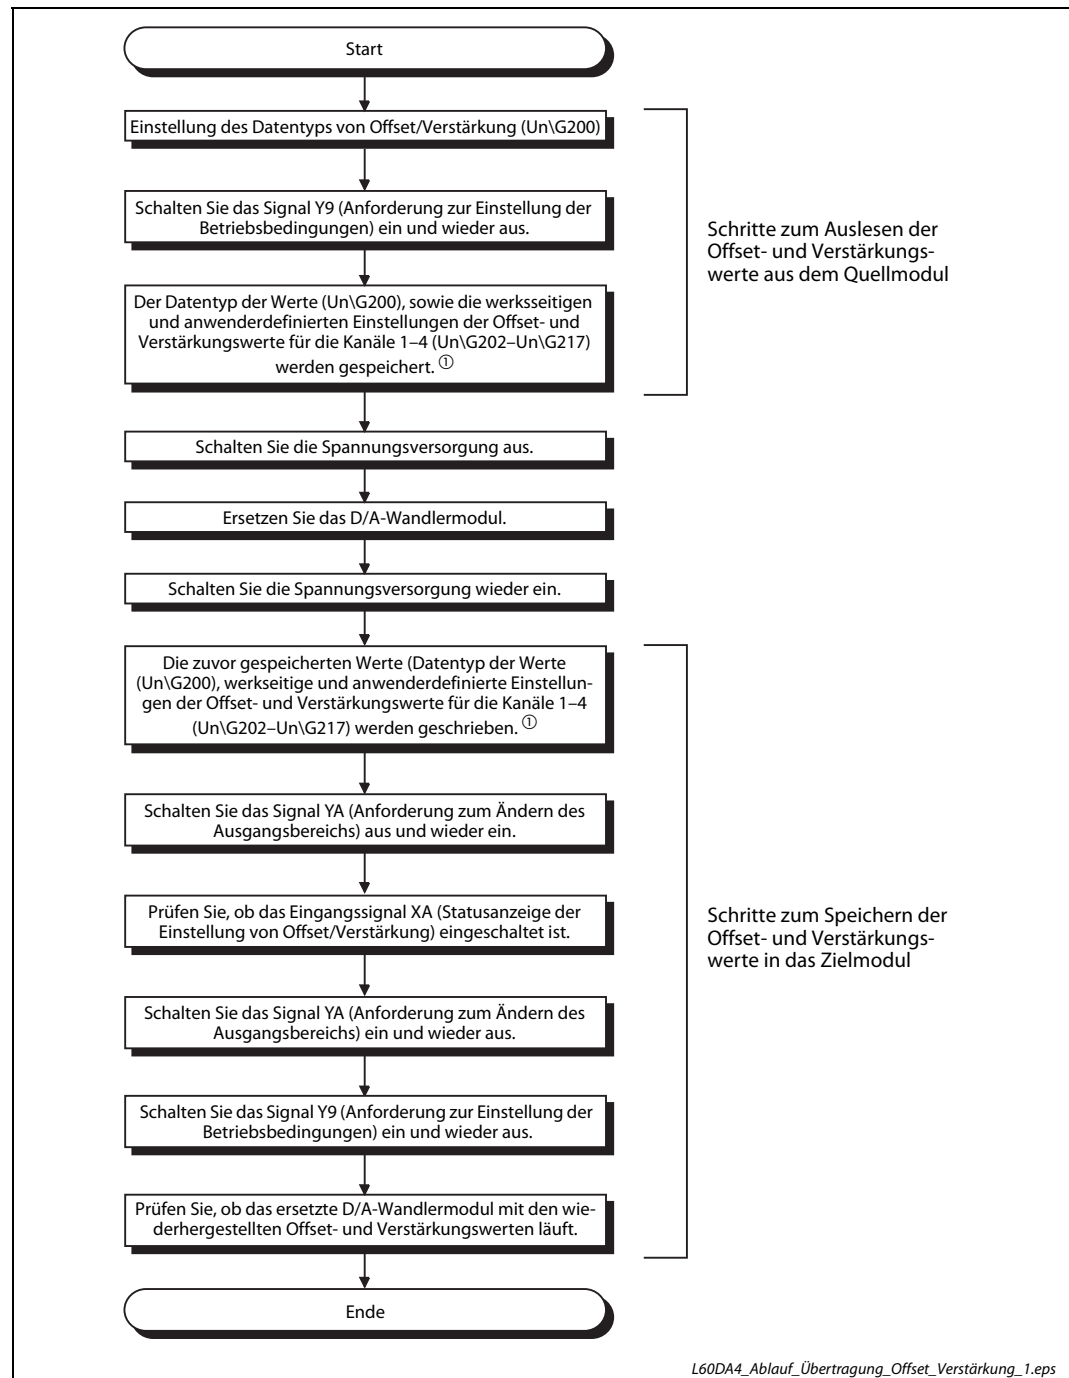 Start
Einstellung des Datentyps von Offset/Verstärkung (Un\G200)
Schalten Sie das Signal Y9 (Anforderung zur Einstellung der
Betriebsbedingungen) ein und wieder aus.
Der Datentyp der Werte (Un\G200), sowie die werksseitigen
und anwenderdefinierten Einstellungen der Offset- und
Verstärkungswerte für die Kanäle 1–4 (Un\G202–Un\G217)
werden gespeichert. ①
Schritte zum Auslesen der
Offset- und Verstärkungs-
werte aus dem Quellmodul
Schalten Sie die Spannungsversorgung aus.
Ersetzen Sie das D/A-Wandlermodul.
Schalten Sie die Spannungsversorgung wieder ein.
Die zuvor gespeicherten Werte (Datentyp der Werte
(Un\G200), werkseitige und anwenderdefinierte Einstellun-
gen der Offset- und Verstärkungswerte für die Kanäle 1–4
(Un\G202–Un\G217) werden geschrieben. ①
Schalten Sie das Signal YA (Anforderung zum Ändern des
Ausgangsbereichs) aus und wieder ein.
Prüfen Sie, ob das Eingangssignal XA (Statusanzeige der
Einstellung von Offset/Verstärkung) eingeschaltet ist.
Schritte zum Speichern der
Offset- und Verstärkungs-
werte in das Zielmodul
Schalten Sie das Signal YA (Anforderung zum Ändern des
Ausgangsbereichs) ein und wieder aus.
Schalten Sie das Signal Y9 (Anforderung zur Einstellung der
Betriebsbedingungen) ein und wieder aus.
Prüfen Sie, ob das ersetzte D/A-Wandlermodul mit den wie-
derhergestellten Offset- und Verstärkungswerten läuft.
Ende
L60DA4_Ablauf_Übertragung_Offset_Verstärkung_1.eps